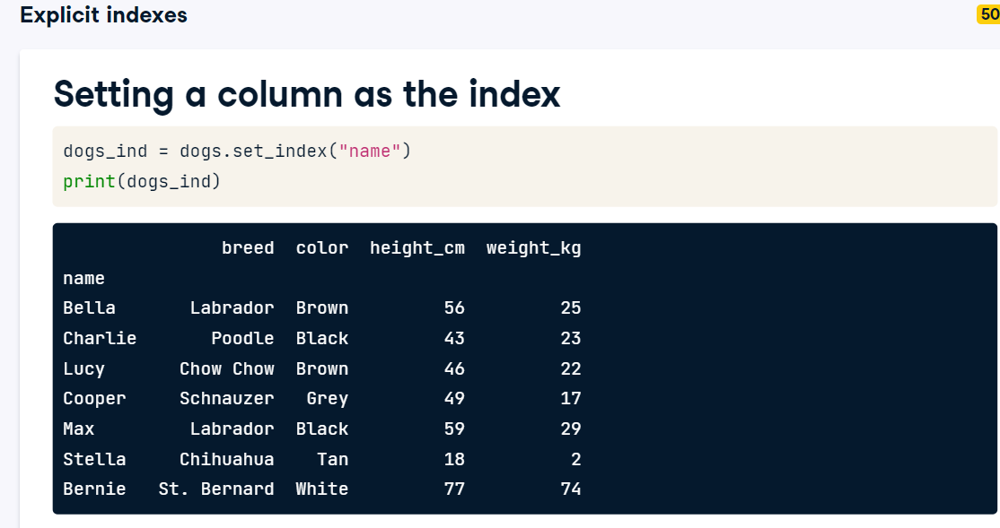 Explicit indexes
50
Setting a column as the index
dogs_ind = dogs.set_index("name")
print(dogs_ind)
breed color height_cm weight_kg
name
Bella Labrador Brown 56 25
Charlie Poodle Black 43 23
Lucy Chow Chow Brown 46 22
Cooper Schnauzer Grey 49 17
Max Labrador Black 59 29
Stella Chihuahua Tan 18 2
Bernie St. Bernard White 77 74